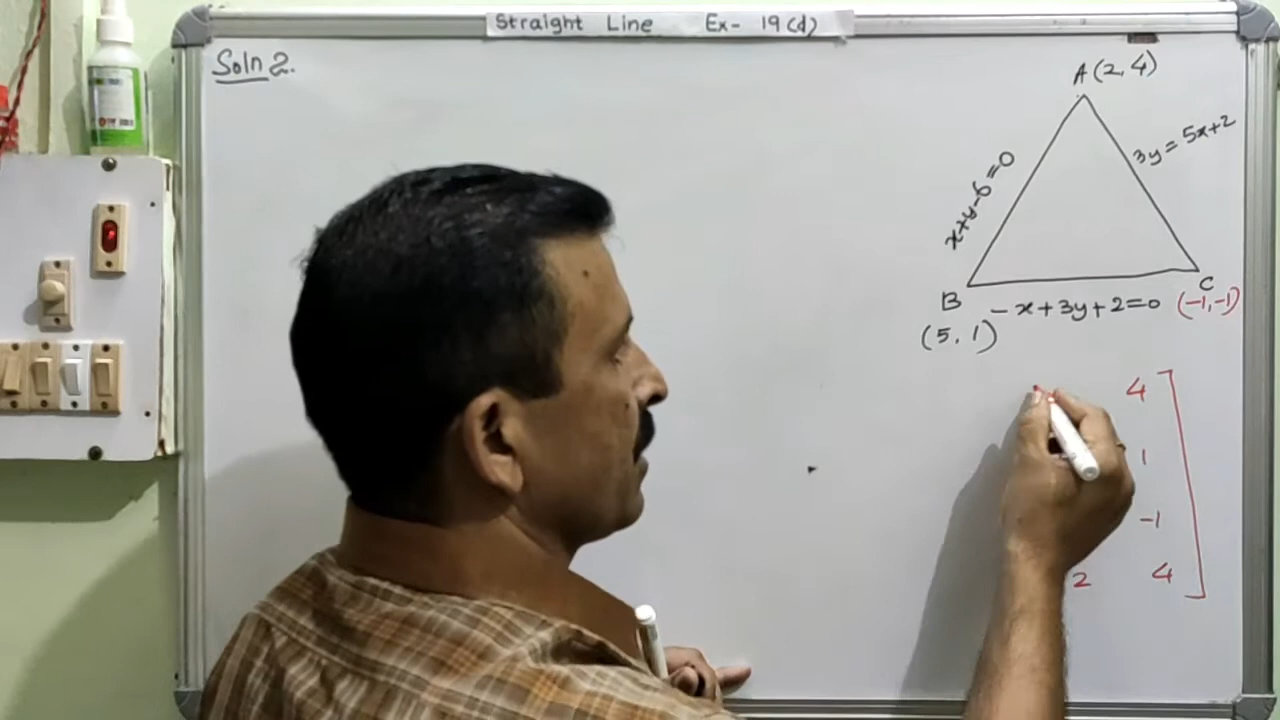 Straight Line Ex- 19(d)
Soln 2.
A (2, 4)
x+y-6=0
3y=5x+2
B
C
-x+3y+2=0
(-1,-1)
(5, 1)
4
1
-1
2 4